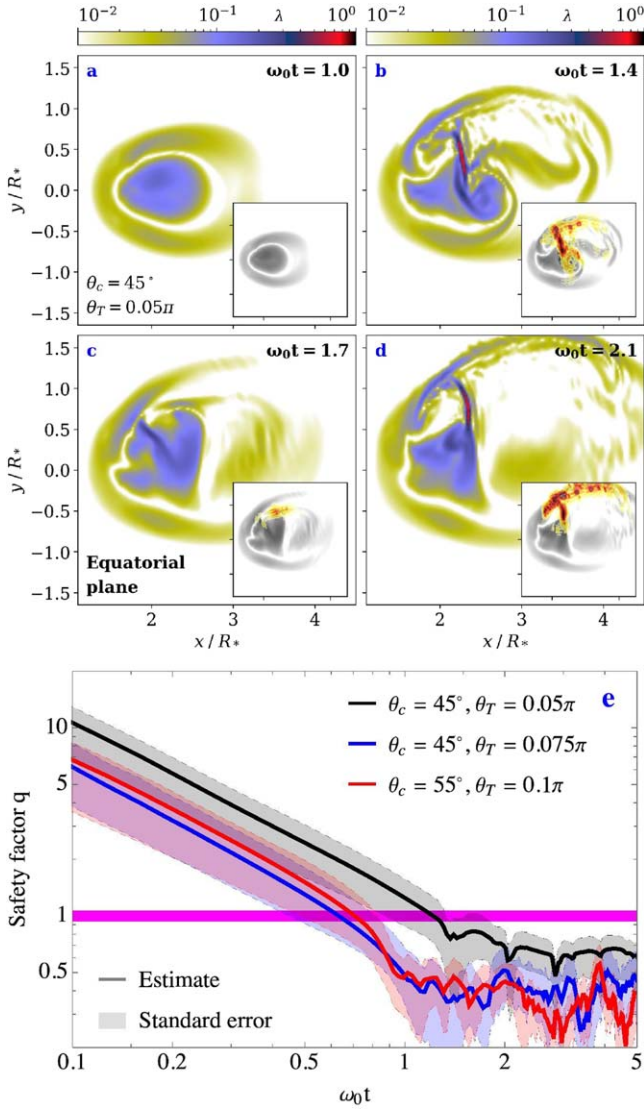 10⁻² 10⁻¹ λ 10⁰ 10⁻² 10⁻¹ λ 10⁰
a ω₀t = 1.0 b ω₀t = 1.4
1.5
1.0
0.5
0.0
−0.5
−1.0
−1.5
y / R*
θc = 45°
θT = 0.05π
c ω₀t = 1.7 d ω₀t = 2.1
1.5
1.0
0.5
0.0
−0.5
−1.0
−1.5
y / R*
Equatorial
plane
2 3 4 2 3 4
x / R* x / R*
e
θc = 45°, θT = 0.05π
θc = 45°, θT = 0.075π
θc = 55°, θT = 0.1π
10
5
1
0.5
Safety factor q
Estimate
Standard error
0.1 0.2 0.5 1 2 5
ω₀t